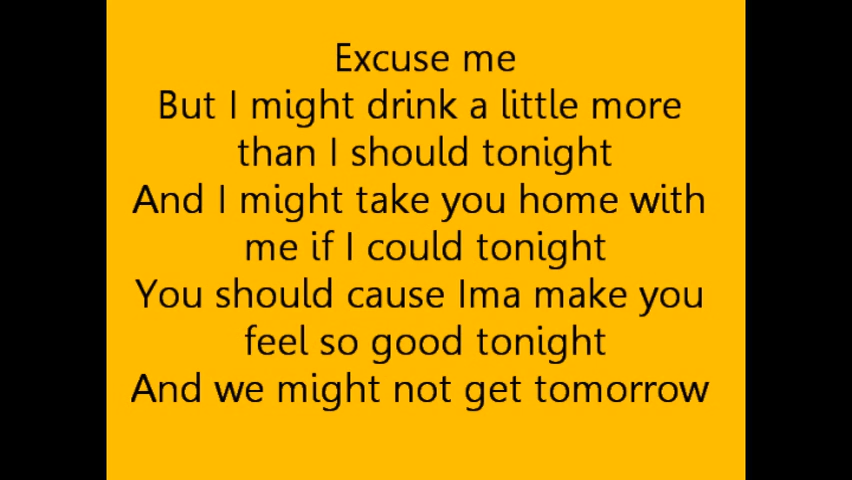 Excuse me
But I might drink a little more
than I should tonight
And I might take you home with
me if I could tonight
You should cause Ima make you
feel so good tonight
And we might not get tomorrow